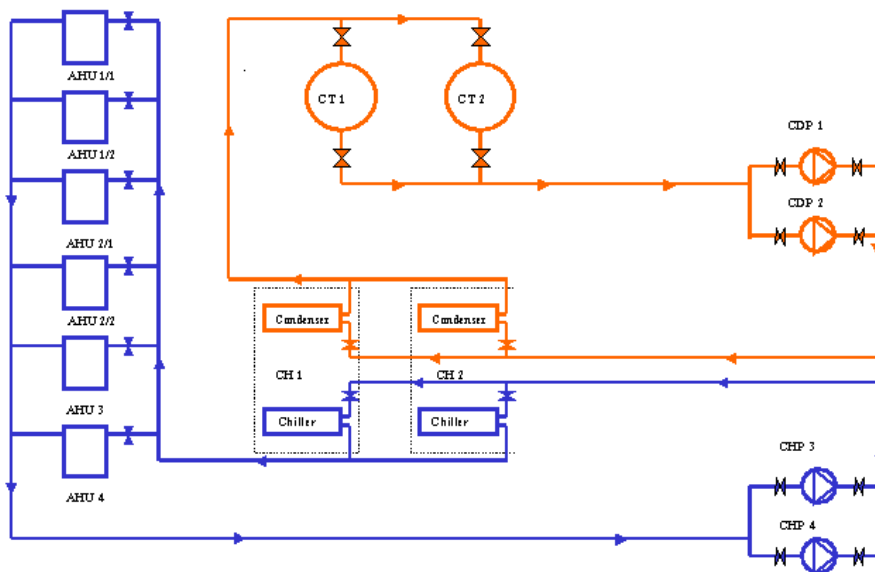 AHU 1/1
AHU 1/2
AHU 2/1
AHU 2/2
AHU 3
AHU 4
CT 1
CT 2
CDP 1
CDP 2
Condenser
Condenser
CH 1
CH 2
Chiller
Chiller
CHP 3
CHP 4